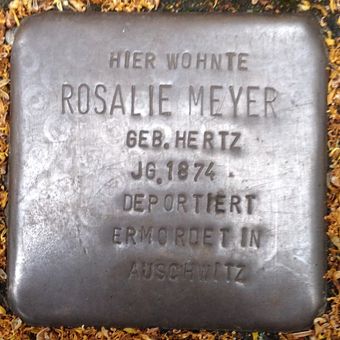 HIER WOHNTE
ROSALIE MEYER
GEB. HERTZ
JG. 1874
DEPORTIERT
ERMORDET IN
AUSCHWITZ